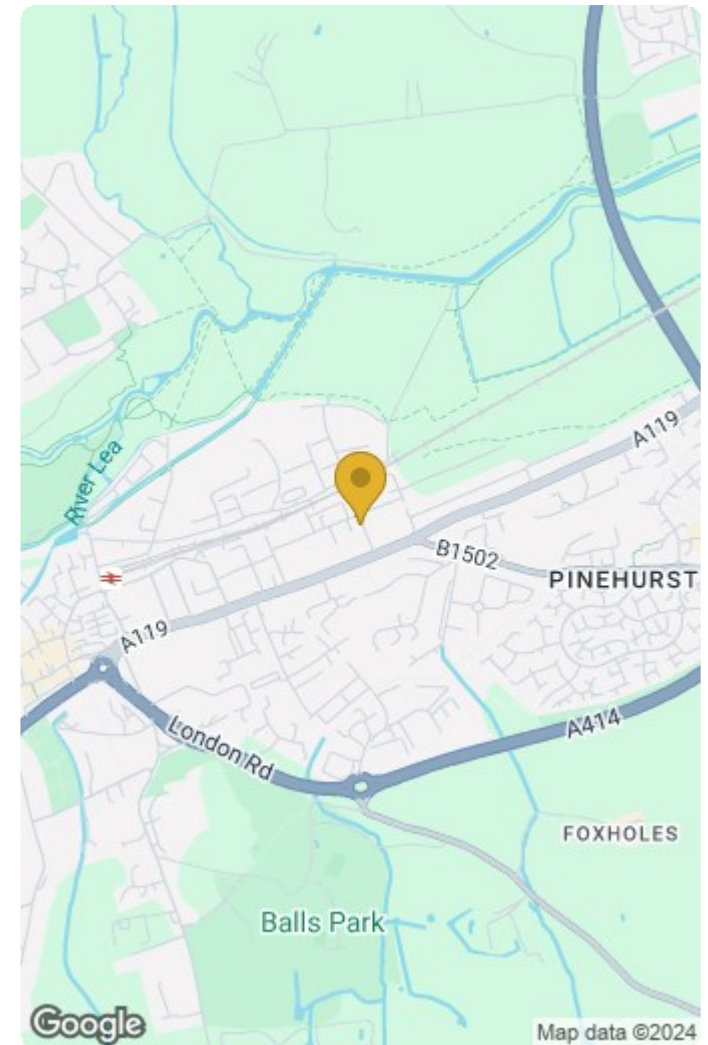 A119
River Lea
B1502
PINEHURST
A119
London Rd
A414
FOXHOLES
Balls Park
Google
Map data ©2024